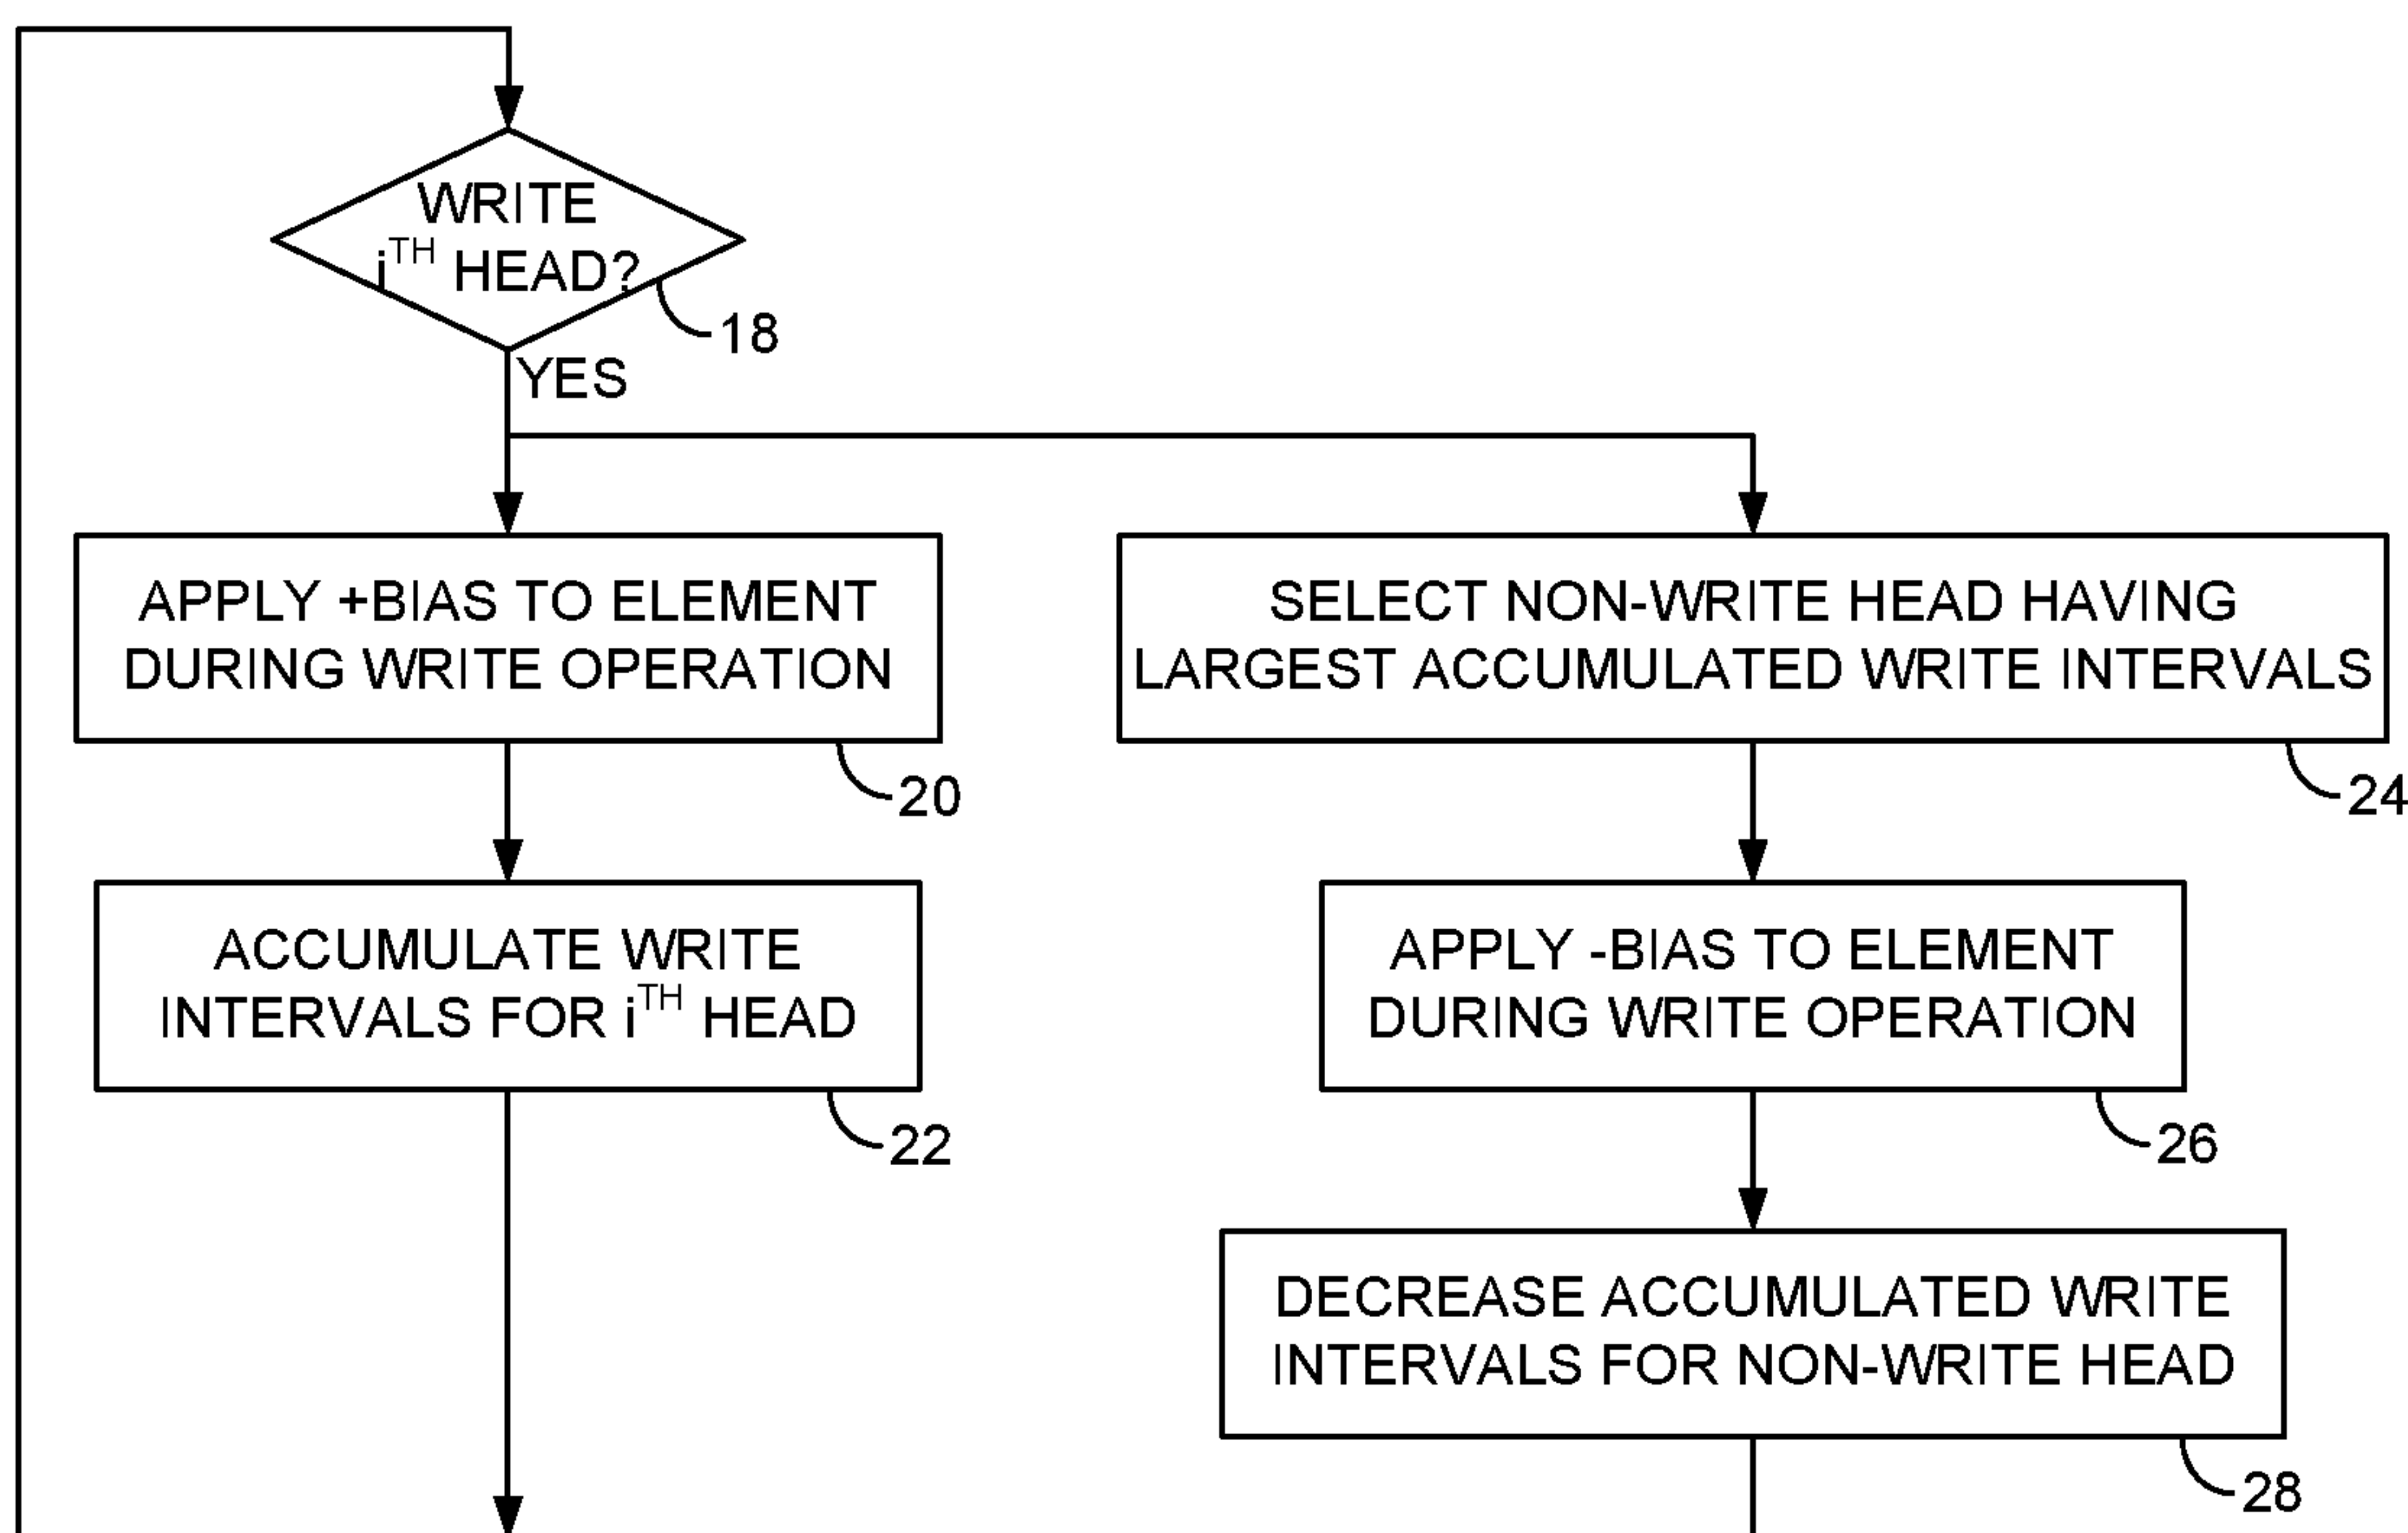 WRITE
i^TH HEAD?
18
YES
APPLY +BIAS TO ELEMENT
DURING WRITE OPERATION
20
SELECT NON-WRITE HEAD HAVING
LARGEST ACCUMULATED WRITE INTERVALS
24
ACCUMULATE WRITE
INTERVALS FOR i^TH HEAD
22
APPLY -BIAS TO ELEMENT
DURING WRITE OPERATION
26
DECREASE ACCUMULATED WRITE
INTERVALS FOR NON-WRITE HEAD
28